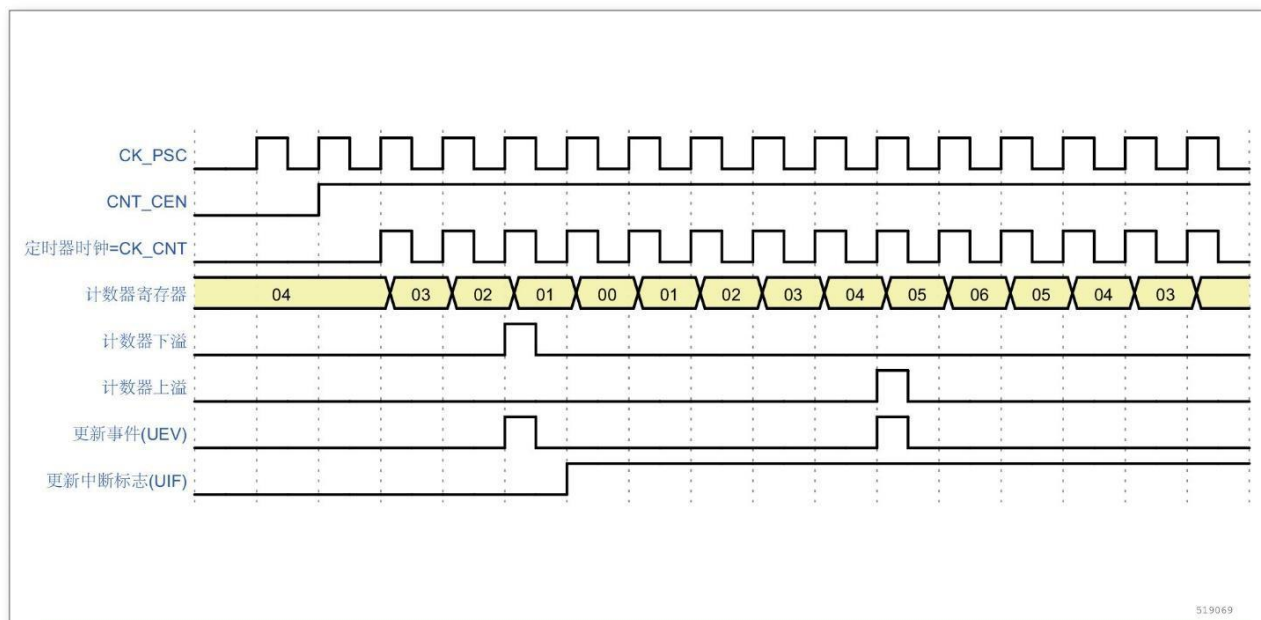 CK_PSC
CNT_CEN
定时器时钟=CK_CNT
计数器寄存器 04 03 02 01 00 01 02 03 04 05 06 05 04 03
计数器下溢
计数器上溢
更新事件(UEV)
更新中断标志(UIF)
519069